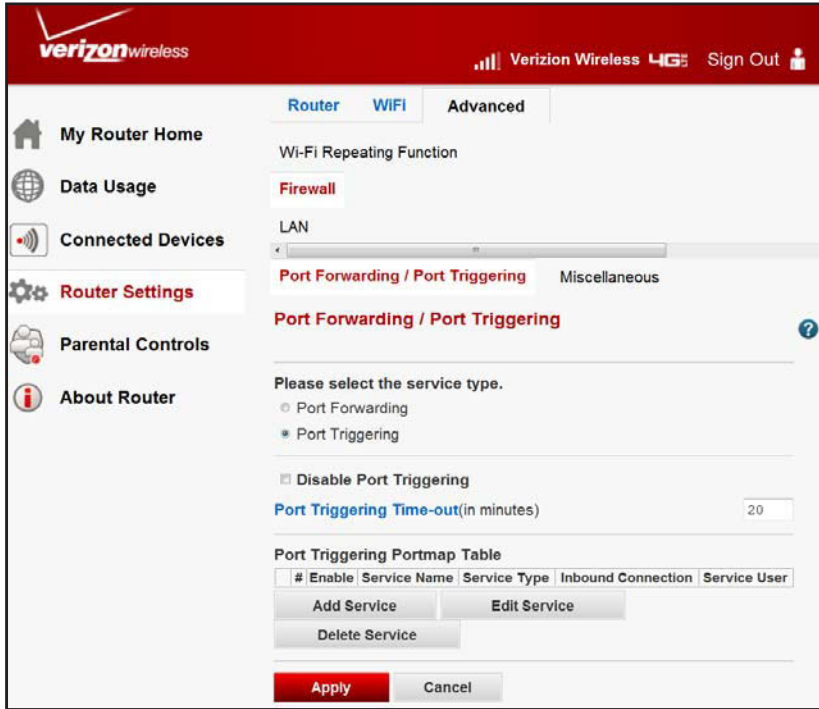 verizonwireless
Verizion Wireless 4G LTE Sign Out
Router WiFi Advanced
My Router Home
Wi-Fi Repeating Function
Data Usage
Firewall
LAN
Connected Devices
Port Forwarding / Port Triggering Miscellaneous
Router Settings
Port Forwarding / Port Triggering
?
Parental Controls
Please select the service type.
About Router
Port Forwarding
Port Triggering
Disable Port Triggering
Port Triggering Time-out(in minutes) 20
Port Triggering Portmap Table
# Enable Service Name Service Type Inbound Connection Service User
Add Service Edit Service
Delete Service
Apply Cancel